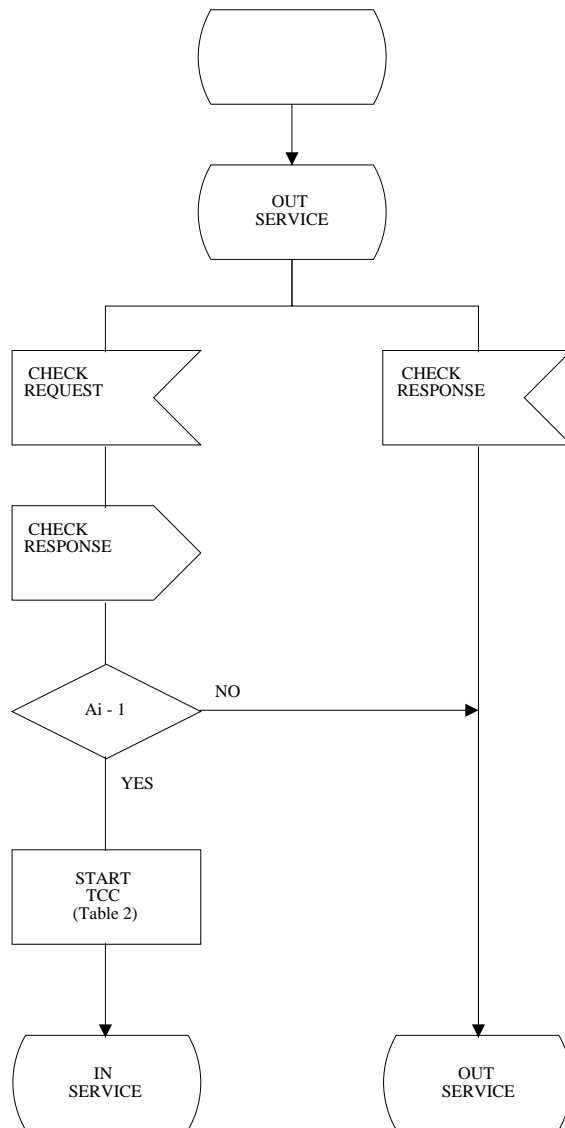 OUT
SERVICE
CHECK
REQUEST
CHECK
RESPONSE
CHECK
RESPONSE
Ai - 1
NO
YES
START
TCC
(Table 2)
IN
SERVICE
OUT
SERVICE